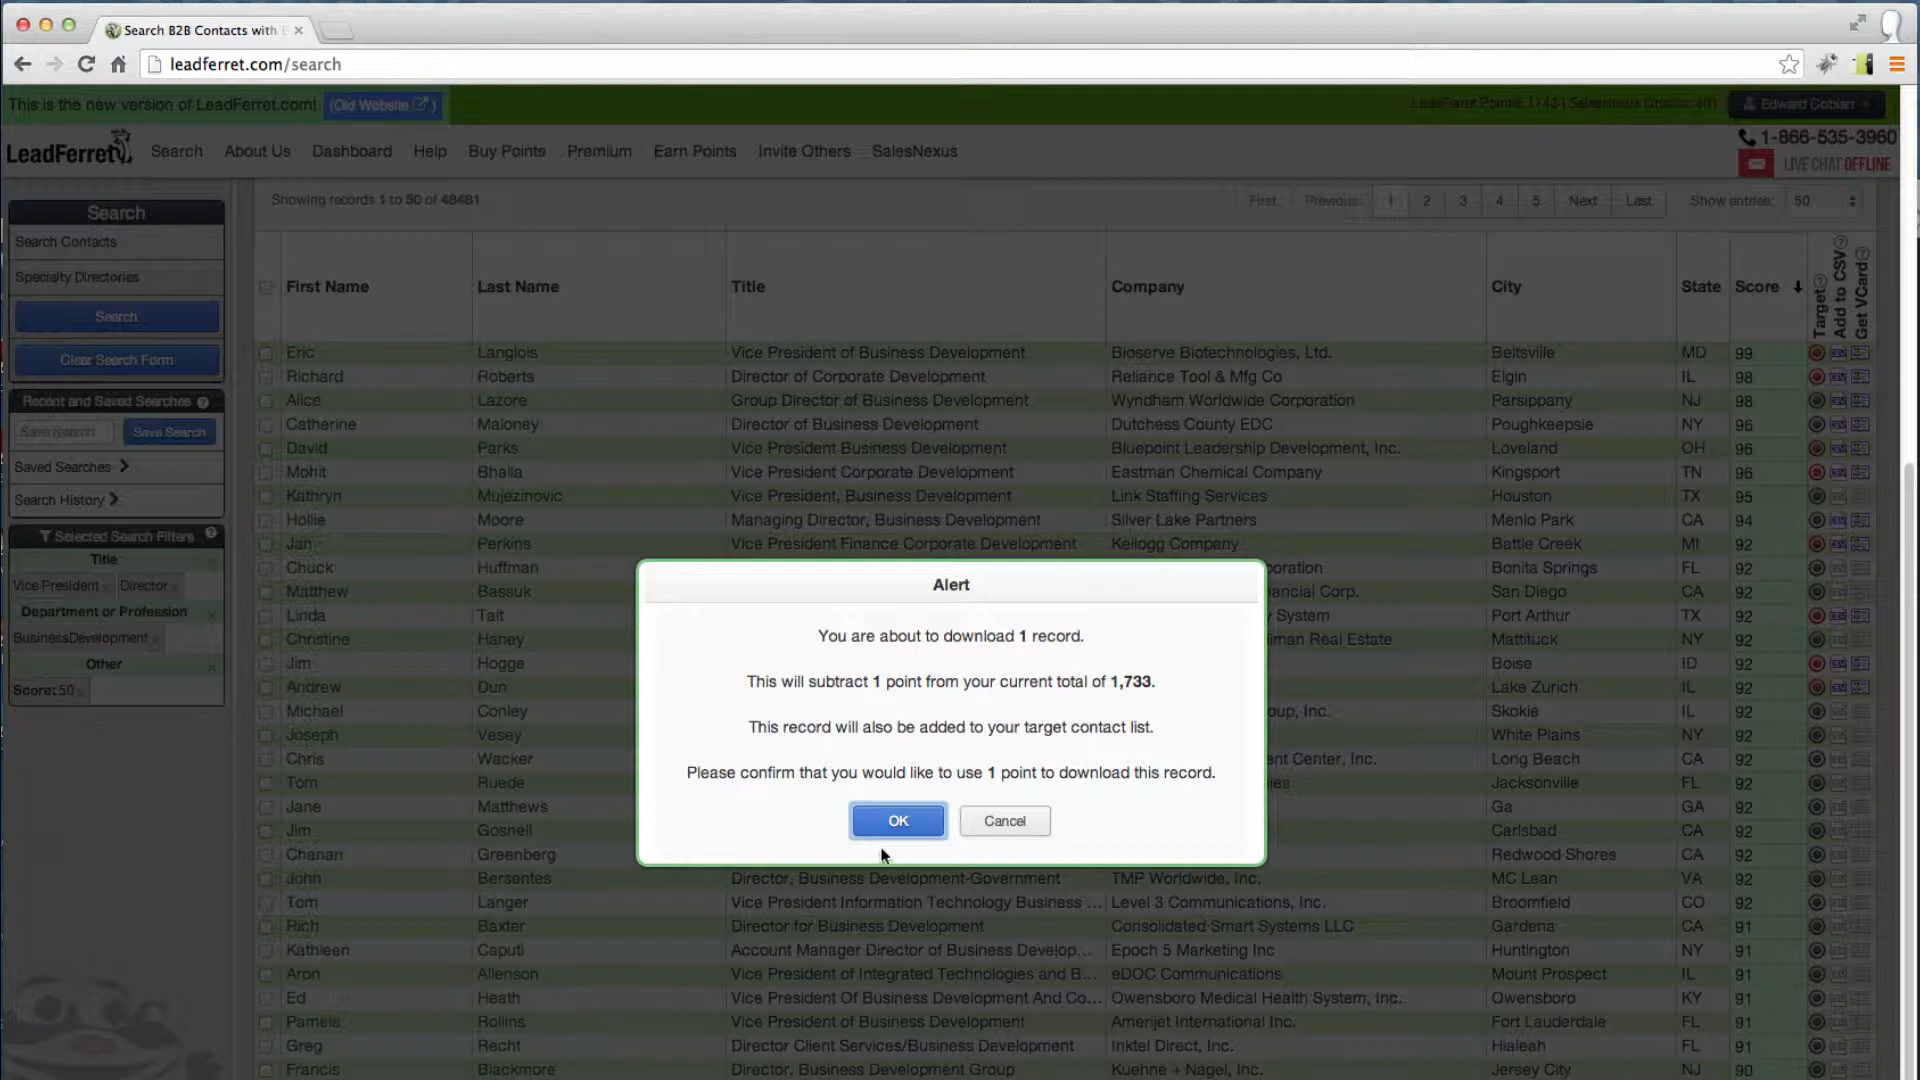 Search B2B Contacts with
leadferret.com/search
This is the new version of LeadFerret.com! (Old Website)
Edward Cobian
LeadFerret
Search About Us Dashboard Help Buy Points Premium Earn Points Invite Others SalesNexus
1-866-535-3960
LIVE CHAT OFFLINE
Showing records 1 to 50 of 48481
First Previous 1 2 3 4 5 Next Last Show entries: 50
Search
Search Contacts
Specialty Directories
Search
Clear Search Form
Recent and Saved Searches ?
Save Search Save Search
Saved Searches
Search History
Selected Search Filters ?
Title
Vice President Director
Department or Profession
BusinessDevelopment
Other
Score: 50
First Name Last Name Title Company City State Score Target Add to CSV Get VCard
Eric Langlois Vice President of Business Development Bioserve Biotechnologies, Ltd. Beltsville MD 99
Richard Roberts Director of Corporate Development Reliance Tool & Mfg Co Elgin IL 98
Alice Lazore Group Director of Business Development Wyndham Worldwide Corporation Parsippany NJ 98
Catherine Maloney Director of Business Development Dutchess County EDC Poughkeepsie NY 96
David Parks Vice President Business Development Bluepoint Leadership Development, Inc. Loveland OH 96
Mohit Bhalla Vice President Corporate Development Eastman Chemical Company Kingsport TN 96
Kathryn Mujezinovic Vice President, Business Development Link Staffing Services Houston TX 95
Hollie Moore Managing Director, Business Development Silver Lake Partners Menlo Park CA 94
Jan Perkins Vice President Finance Corporate Development Kellogg Company Battle Creek MI 92
Chuck Huffman oration Bonita Springs FL 92
Matthew Bassuk ancial Corp. San Diego CA 92
Linda Tait y System Port Arthur TX 92
Christine Haney iman Real Estate Mattituck NY 92
Jim Hogge Boise ID 92
Andrew Dun Lake Zurich IL 92
Michael Conley oup, Inc. Skokie IL 92
Joseph Vesey White Plains NY 92
Chris Wacker ent Center, Inc. Long Beach CA 92
Tom Ruede ies Jacksonville FL 92
Jane Matthews Ga GA 92
Jim Gosnell Carlsbad CA 92
Chanan Greenberg Redwood Shores CA 92
John Bersentes Director, Business Development-Government TMP Worldwide, Inc. MC Lean VA 92
Tom Langer Vice President Information Technology Business ... Level 3 Communications, Inc. Broomfield CO 92
Rich Baxter Director for Business Development Consolidated Smart Systems LLC Gardena CA 91
Kathleen Caputi Account Manager Director of Business Develop... Epoch 5 Marketing Inc Huntington NY 91
Aron Allenson Vice President of Integrated Technologies and B... eDOC Communications Mount Prospect IL 91
Ed Heath Vice President Of Business Development And Co... Owensboro Medical Health System, Inc. Owensboro KY 91
Pamela Rollins Vice President of Business Development Amerijet International Inc. Fort Lauderdale FL 91
Greg Recht Director Client Services/Business Development Inktel Direct, Inc. Hialeah FL 91
Francis Blackmore Director, Business Development Group Kuehne + Nagel, Inc. Jersey City NJ 90
Alert
You are about to download 1 record.
This will subtract 1 point from your current total of 1,733.
This record will also be added to your target contact list.
Please confirm that you would like to use 1 point to download this record.
OK Cancel